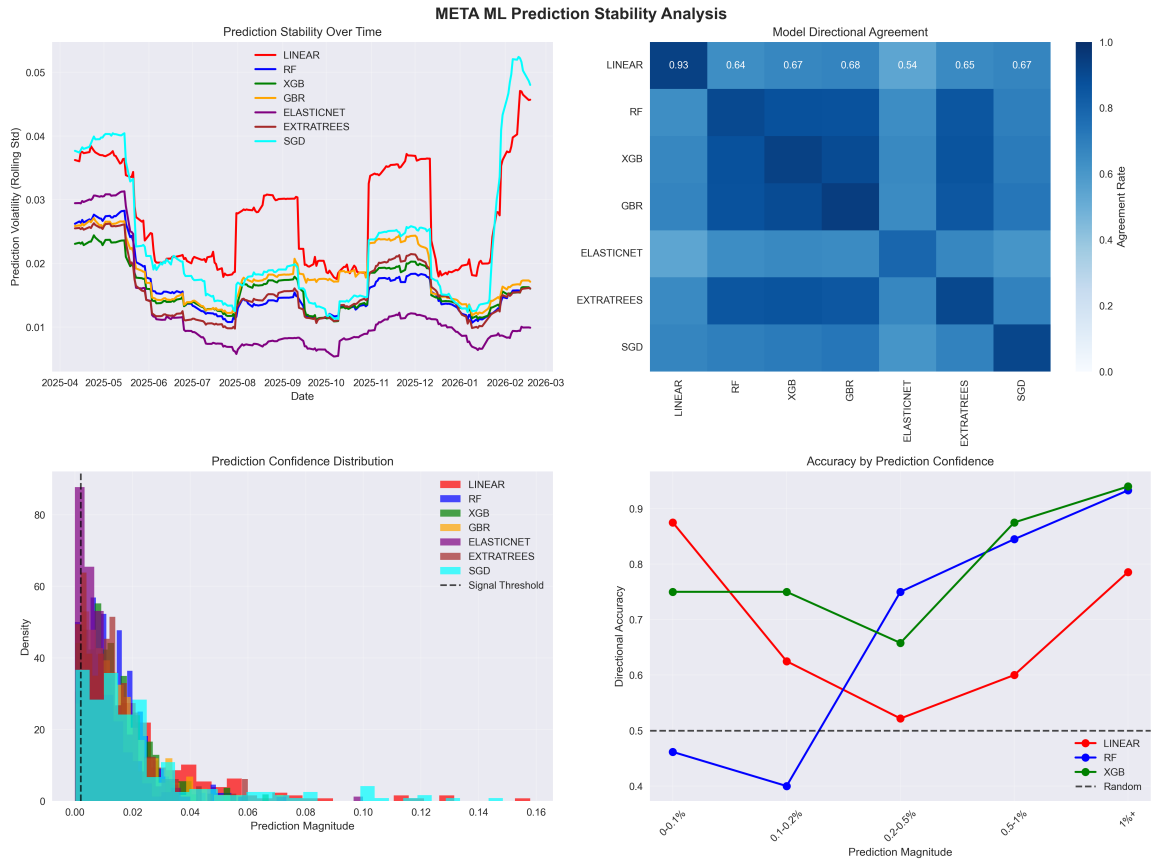 META ML Prediction Stability Analysis
Prediction Stability Over Time
Prediction Volatility (Rolling Std)
0.05
0.04
0.03
0.02
0.01
LINEAR
RF
XGB
GBR
ELASTICNET
EXTRATREES
SGD
2025-04 2025-05 2025-06 2025-07 2025-08 2025-09 2025-10 2025-11 2025-12 2026-01 2026-02 2026-03
Date
Model Directional Agreement
LINEAR 0.93 0.64 0.67 0.68 0.54 0.65 0.67
RF
XGB
GBR
ELASTICNET
EXTRATREES
SGD
LINEAR RF XGB GBR ELASTICNET EXTRATREES SGD
1.0
0.8
0.6
0.4
0.2
0.0
Agreement Rate
Prediction Confidence Distribution
Density
80
60
40
20
0
LINEAR
RF
XGB
GBR
ELASTICNET
EXTRATREES
SGD
Signal Threshold
0.00 0.02 0.04 0.06 0.08 0.10 0.12 0.14 0.16
Prediction Magnitude
Accuracy by Prediction Confidence
Directional Accuracy
0.9
0.8
0.7
0.6
0.5
0.4
LINEAR
RF
XGB
Random
0-0.1% 0.1-0.2% 0.2-0.5% 0.5-1% 1%+
Prediction Magnitude